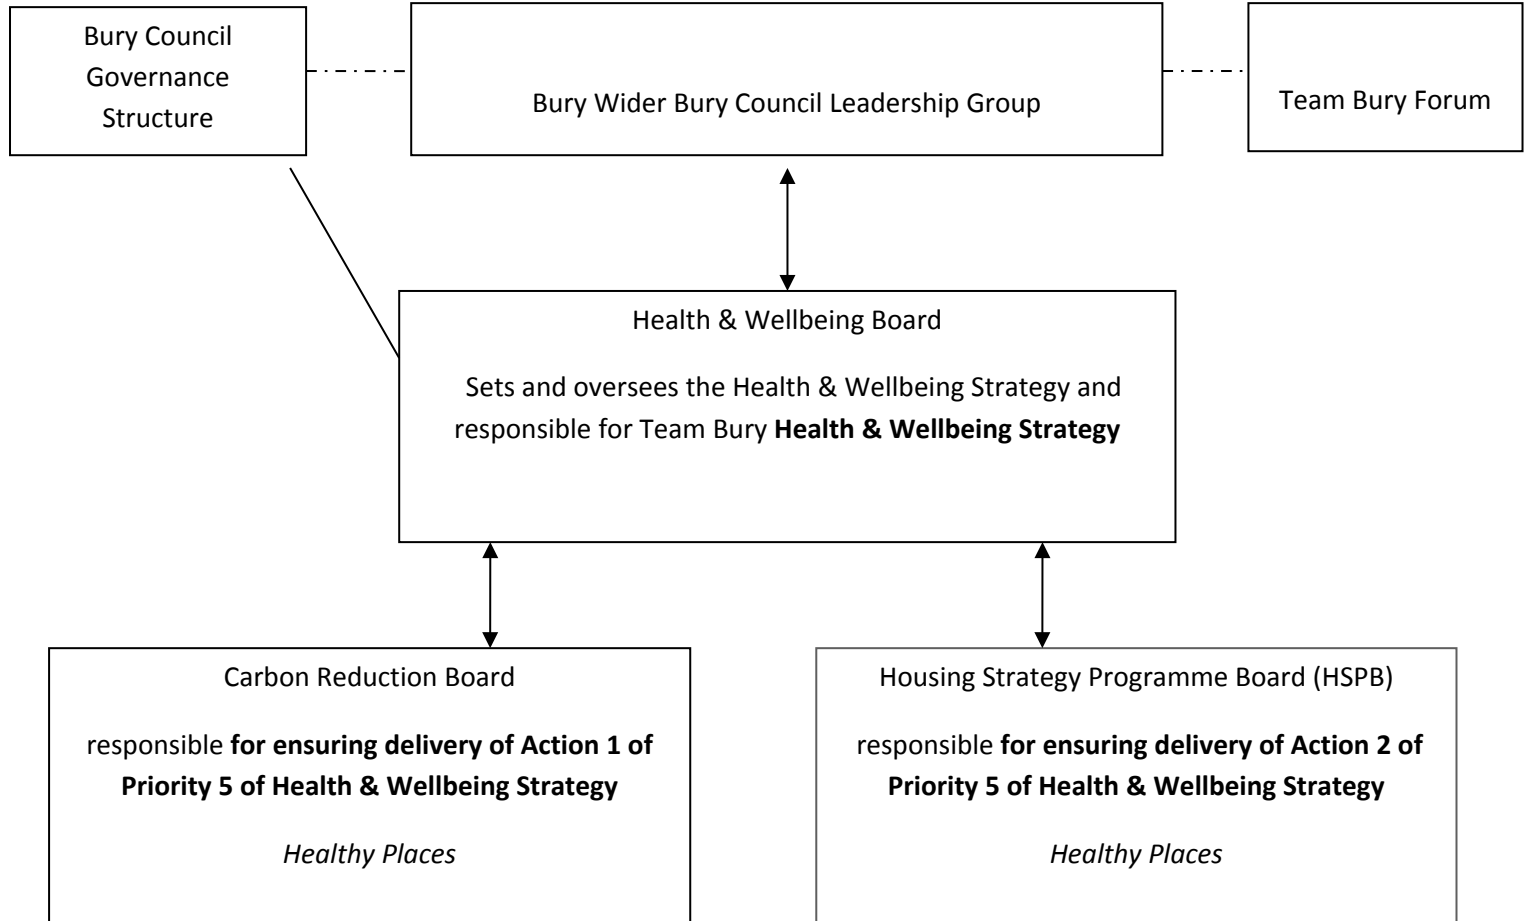 Bury Council
Governance
Structure
Bury Wider Bury Council Leadership Group
Team Bury Forum
Health & Wellbeing Board
Sets and oversees the Health & Wellbeing Strategy and
responsible for Team Bury Health & Wellbeing Strategy
Carbon Reduction Board
responsible for ensuring delivery of Action 1 of
Priority 5 of Health & Wellbeing Strategy
Healthy Places
Housing Strategy Programme Board (HSPB)
responsible for ensuring delivery of Action 2 of
Priority 5 of Health & Wellbeing Strategy
Healthy Places